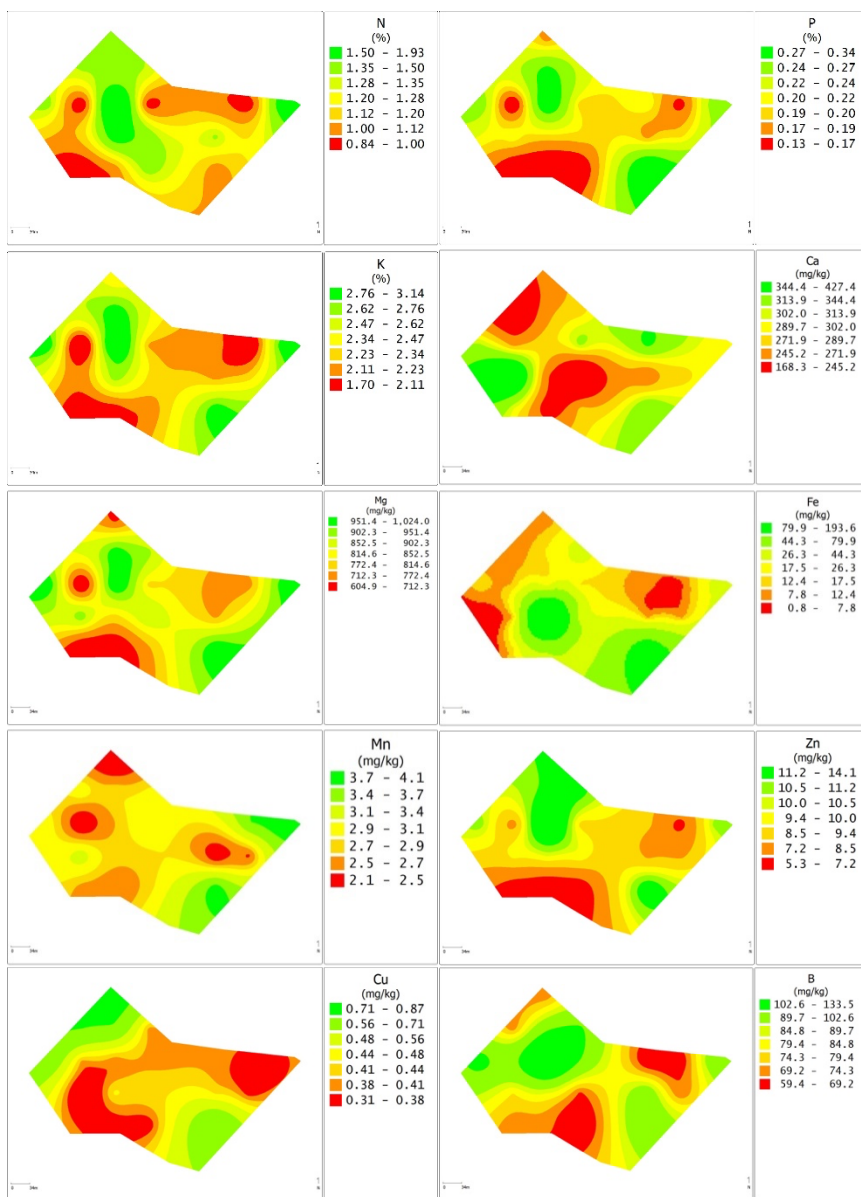 N
(%)
1.50 - 1.93
1.35 - 1.50
1.28 - 1.35
1.20 - 1.28
1.12 - 1.20
1.00 - 1.12
0.84 - 1.00
P
(%)
0.27 - 0.34
0.24 - 0.27
0.22 - 0.24
0.20 - 0.22
0.19 - 0.20
0.17 - 0.19
0.13 - 0.17
K
(%)
2.76 - 3.14
2.62 - 2.76
2.47 - 2.62
2.34 - 2.47
2.23 - 2.34
2.11 - 2.23
1.70 - 2.11
Ca
(mg/kg)
344.4 - 427.4
313.9 - 344.4
302.0 - 313.9
289.7 - 302.0
271.9 - 289.7
245.2 - 271.9
168.3 - 245.2
Mg
(mg/kg)
951.4 - 1,024.0
902.3 - 951.4
852.5 - 902.3
814.6 - 852.5
772.4 - 814.6
712.3 - 772.4
604.9 - 712.3
Fe
(mg/kg)
79.9 - 193.6
44.3 - 79.9
26.3 - 44.3
17.5 - 26.3
12.4 - 17.5
7.8 - 12.4
0.8 - 7.8
Mn
(mg/kg)
3.7 - 4.1
3.4 - 3.7
3.1 - 3.4
2.9 - 3.1
2.7 - 2.9
2.5 - 2.7
2.1 - 2.5
Zn
(mg/kg)
11.2 - 14.1
10.5 - 11.2
10.0 - 10.5
9.4 - 10.0
8.5 - 9.4
7.2 - 8.5
5.3 - 7.2
Cu
(mg/kg)
0.71 - 0.87
0.56 - 0.71
0.48 - 0.56
0.44 - 0.48
0.41 - 0.44
0.38 - 0.41
0.31 - 0.38
B
(mg/kg)
102.6 - 133.5
89.7 - 102.6
84.8 - 89.7
79.4 - 84.8
74.3 - 79.4
69.2 - 74.3
59.4 - 69.2